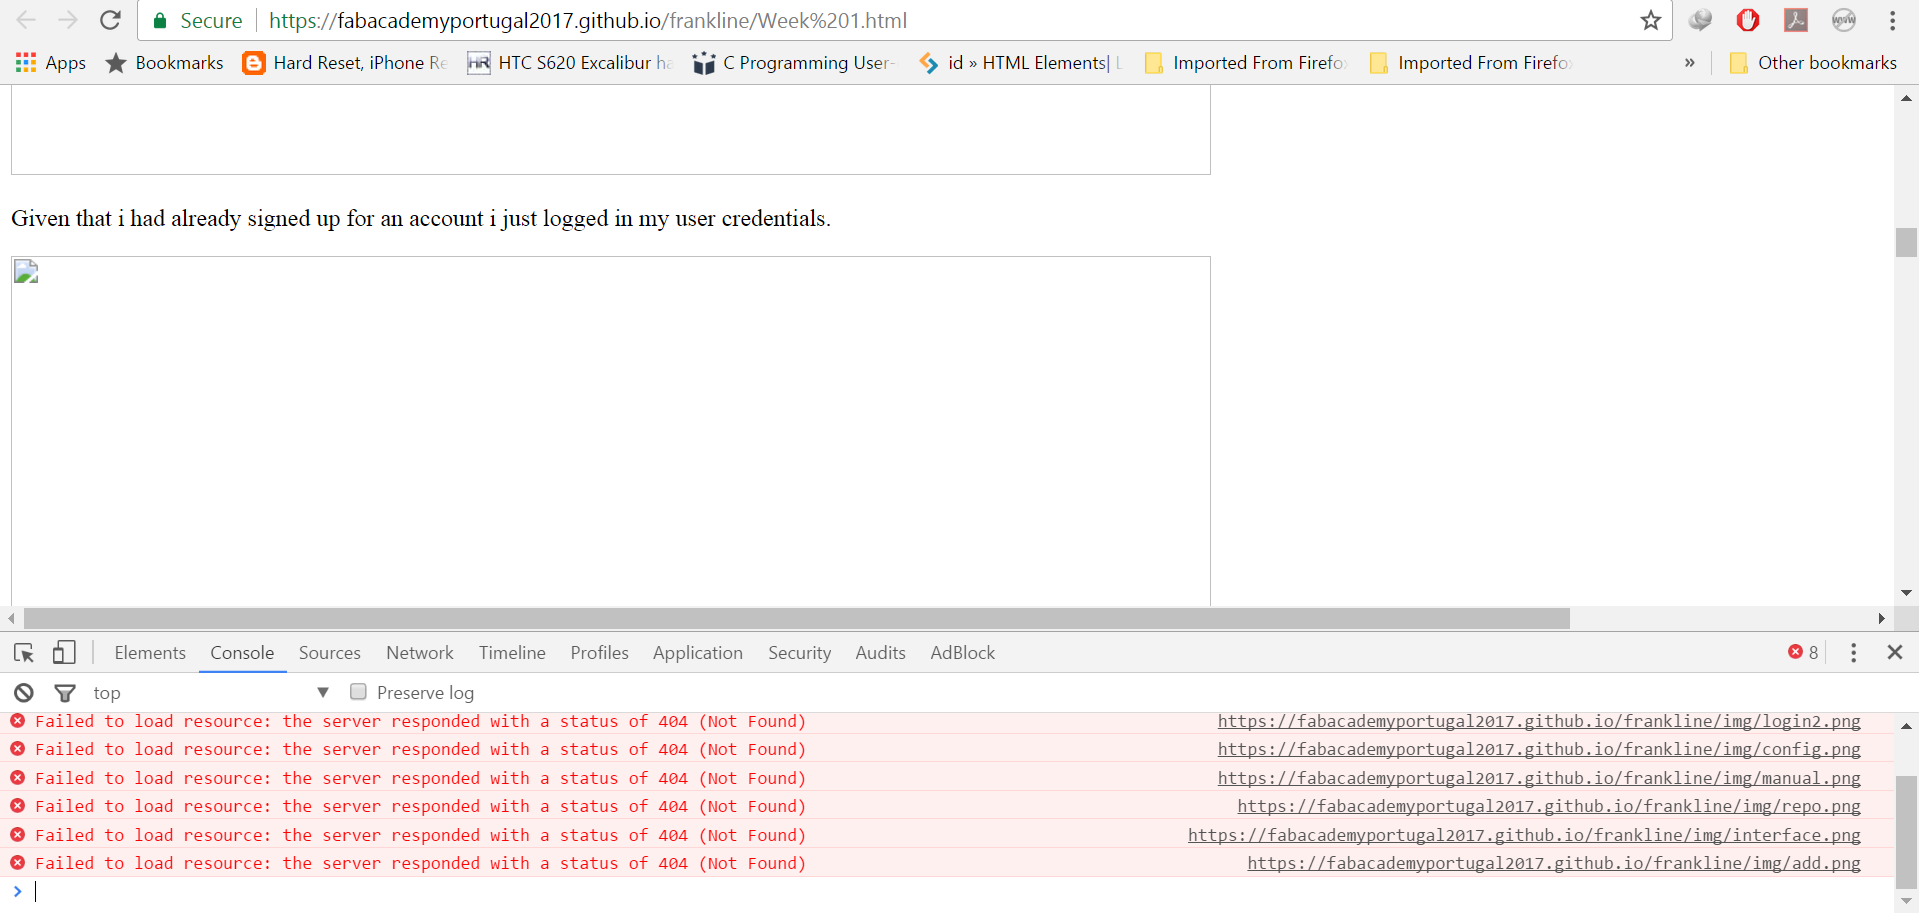 Secure https://fabacademyportugal2017.github.io/frankline/Week%201.html
Apps Bookmarks Hard Reset, iPhone Re HTC S620 Excalibur ha C Programming User- id » HTML Elements| L Imported From Firefo Imported From Firefo » Other bookmarks
Given that i had already signed up for an account i just logged in my user credentials.
Elements Console Sources Network Timeline Profiles Application Security Audits AdBlock 8
top Preserve log
Failed to load resource: the server responded with a status of 404 (Not Found) https://fabacademyportugal2017.github.io/frankline/img/login2.png
Failed to load resource: the server responded with a status of 404 (Not Found) https://fabacademyportugal2017.github.io/frankline/img/config.png
Failed to load resource: the server responded with a status of 404 (Not Found) https://fabacademyportugal2017.github.io/frankline/img/manual.png
Failed to load resource: the server responded with a status of 404 (Not Found) https://fabacademyportugal2017.github.io/frankline/img/repo.png
Failed to load resource: the server responded with a status of 404 (Not Found) https://fabacademyportugal2017.github.io/frankline/img/interface.png
Failed to load resource: the server responded with a status of 404 (Not Found) https://fabacademyportugal2017.github.io/frankline/img/add.png